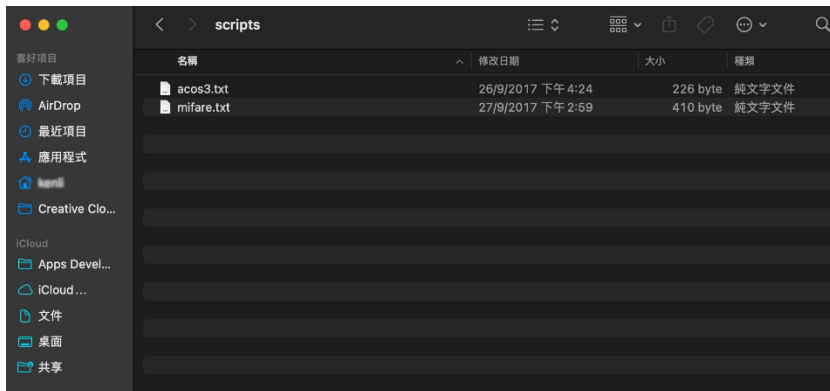 scripts
喜好項目
下載項目
AirDrop
最近項目
應用程式
Creative Clo...
iCloud
Apps Devel...
iCloud...
文件
桌面
共享
名稱 修改日期 大小 種類
acos3.txt 26/9/2017 下午 4:24 226 byte 純文字文件
mifare.txt 27/9/2017 下午 2:59 410 byte 純文字文件